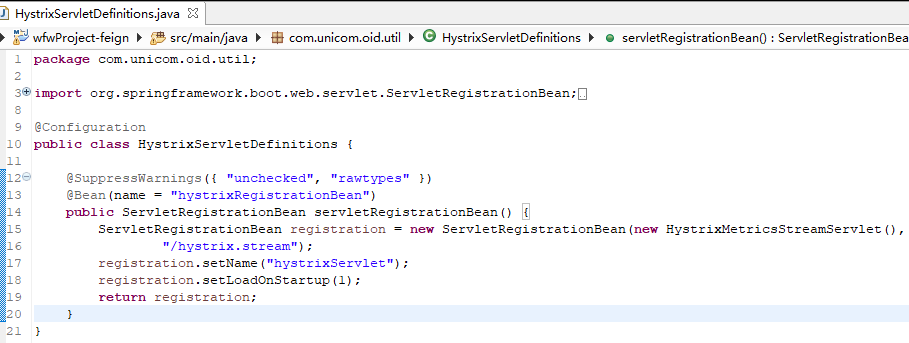 HystrixServletDefinitions.java
wfwProject-feign src/main/java com.unicom.oid.util HystrixServletDefinitions servletRegistrationBean() : ServletRegistrationBea
1 package com.unicom.oid.util;
2
3 import org.springframework.boot.web.servlet.ServletRegistrationBean;
8
9 @Configuration
10 public class HystrixServletDefinitions {
11
12 @SuppressWarnings({ "unchecked", "rawtypes" })
13 @Bean(name = "hystrixRegistrationBean")
14 public ServletRegistrationBean servletRegistrationBean() {
15 ServletRegistrationBean registration = new ServletRegistrationBean(new HystrixMetricsStreamServlet(),
16 "/hystrix.stream");
17 registration.setName("hystrixServlet");
18 registration.setLoadOnStartup(1);
19 return registration;
20 }
21 }